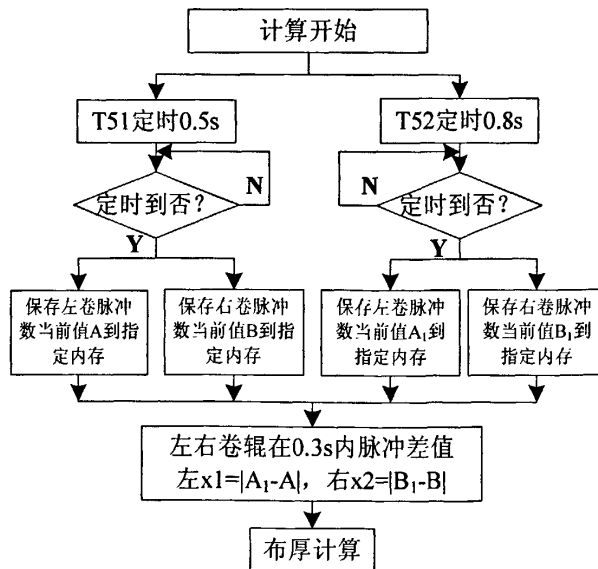 计算开始
T51定时0.5s
T52定时0.8s
N
N
定时到否?
定时到否?
Y
Y
保存左卷脉冲
数当前值A到指
定内存
保存右卷脉冲
数当前值B到指
定内存
保存左卷脉冲
数当前值A₁到
指定内存
保存右卷脉冲
数当前值B₁到
指定内存
左右卷辊在0.3s内脉冲差值
左x1=|A₁-A|，右x2=|B₁-B|
布厚计算